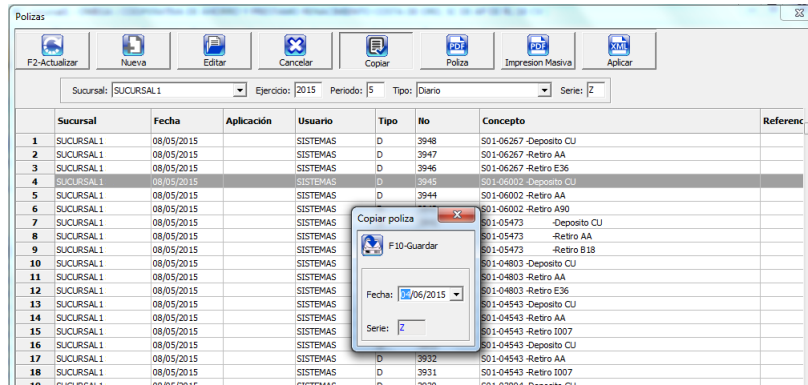 Polizas
F2-Actualizar Nueva Editar Cancelar Copiar PDF Poliza PDF Impresion Masiva XML Aplicar
Sucursal: SUCURSAL1 Ejercicio: 2015 Periodo: 5 Tipo: Diario Serie: Z
Sucursal Fecha Aplicación Usuario Tipo No Concepto Referenc
1 SUCURSAL1 08/05/2015 SISTEMAS D 3948 S01-06267 -Deposito CU
2 SUCURSAL1 08/05/2015 SISTEMAS D 3947 S01-06267 -Retiro AA
3 SUCURSAL1 08/05/2015 SISTEMAS D 3946 S01-06267 -Retiro E36
4 SUCURSAL1 08/05/2015 SISTEMAS D 3945 S01-06002 -Deposito CU
5 SUCURSAL1 08/05/2015 SISTEMAS D 3944 S01-06002 -Retiro AA
6 SUCURSAL1 08/05/2015 SISTEMAS S01-06002 -Retiro A90
7 SUCURSAL1 08/05/2015 SISTEMAS S01-05473 -Deposito CU
8 SUCURSAL1 08/05/2015 SISTEMAS S01-05473 -Retiro AA
9 SUCURSAL1 08/05/2015 SISTEMAS S01-05473 -Retiro B18
10 SUCURSAL1 08/05/2015 SISTEMAS S01-04803 -Deposito CU
11 SUCURSAL1 08/05/2015 SISTEMAS S01-04803 -Retiro AA
12 SUCURSAL1 08/05/2015 SISTEMAS S01-04803 -Retiro E36
13 SUCURSAL1 08/05/2015 SISTEMAS S01-04543 -Deposito CU
14 SUCURSAL1 08/05/2015 SISTEMAS S01-04543 -Retiro AA
15 SUCURSAL1 08/05/2015 SISTEMAS S01-04543 -Retiro I007
16 SUCURSAL1 08/05/2015 SISTEMAS S01-04543 -Deposito CU
17 SUCURSAL1 08/05/2015 SISTEMAS D 3932 S01-04543 -Retiro AA
18 SUCURSAL1 08/05/2015 SISTEMAS D 3931 S01-04543 -Retiro I007
Copiar poliza
F10-Guardar
Fecha: 04/06/2015
Serie: Z